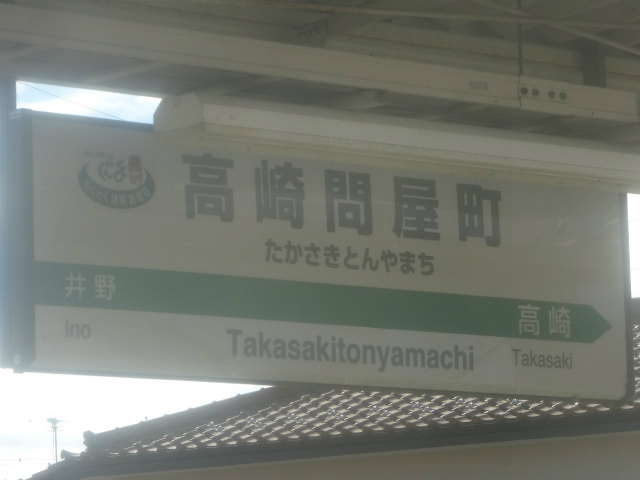 高崎問屋町
たかさきとんやまち
井野
高崎
Ino
Takasakitonyamachi
Takasaki